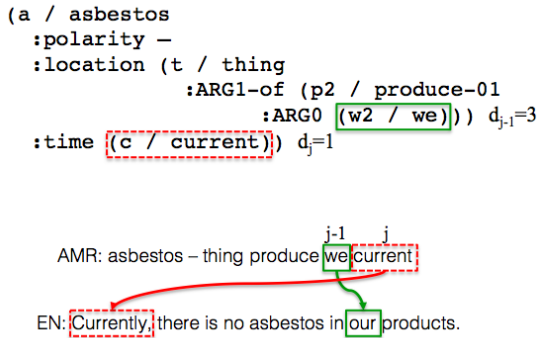 (a / asbestos
:polarity –
:location (t / thing
:ARG1-of (p2 / produce-01
:ARG0 (w2 / we))) dj-1=3
:time (c / current)) dj=1
j-1 j
AMR: asbestos – thing produce we current
EN: Currently, there is no asbestos in our products.